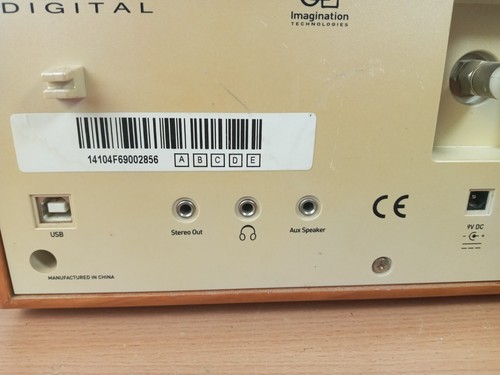 DIGITAL
Imagination
TECHNOLOGIES
14104F69002856 A B C D E
USB
Stereo Out
Aux Speaker
CE
9V DC
- +
MANUFACTURED IN CHINA